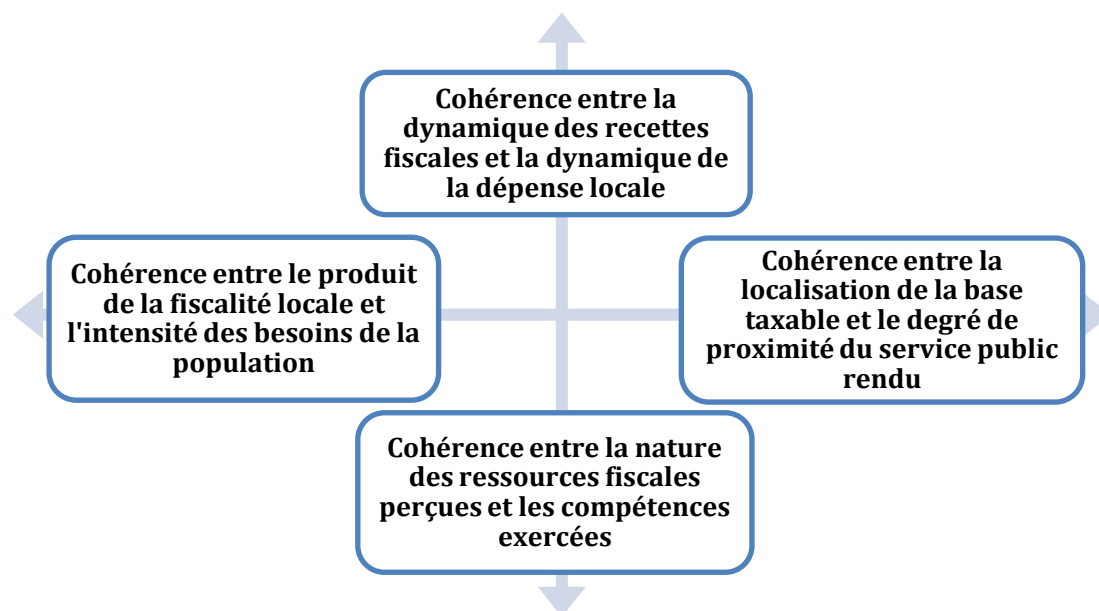 Cohérence entre la
dynamique des recettes
fiscales et la dynamique de
la dépense locale
Cohérence entre le produit
de la fiscalité locale et
l'intensité des besoins de la
population
Cohérence entre la
localisation de la base
taxable et le degré de
proximité du service public
rendu
Cohérence entre la nature
des ressources fiscales
perçues et les compétences
exercées